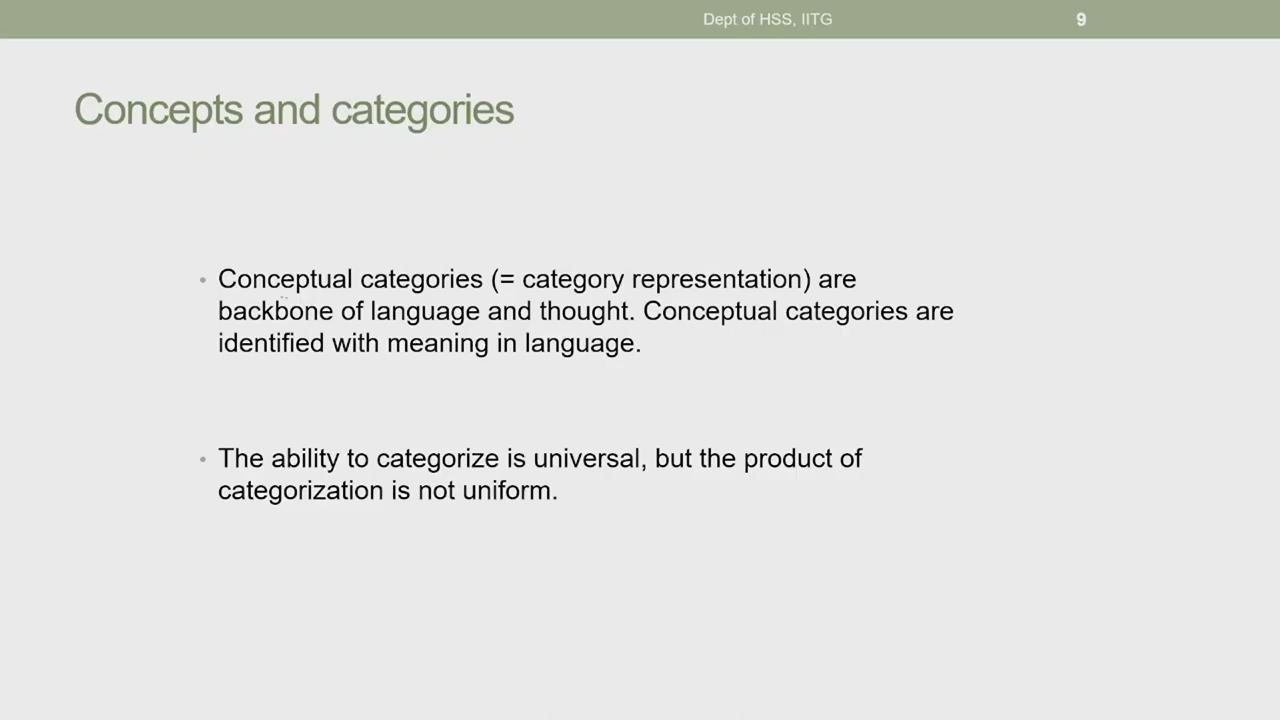 Dept of HSS, IITG 9
Concepts and categories
• Conceptual categories (= category representation) are
backbone of language and thought. Conceptual categories are
identified with meaning in language.
• The ability to categorize is universal, but the product of
categorization is not uniform.